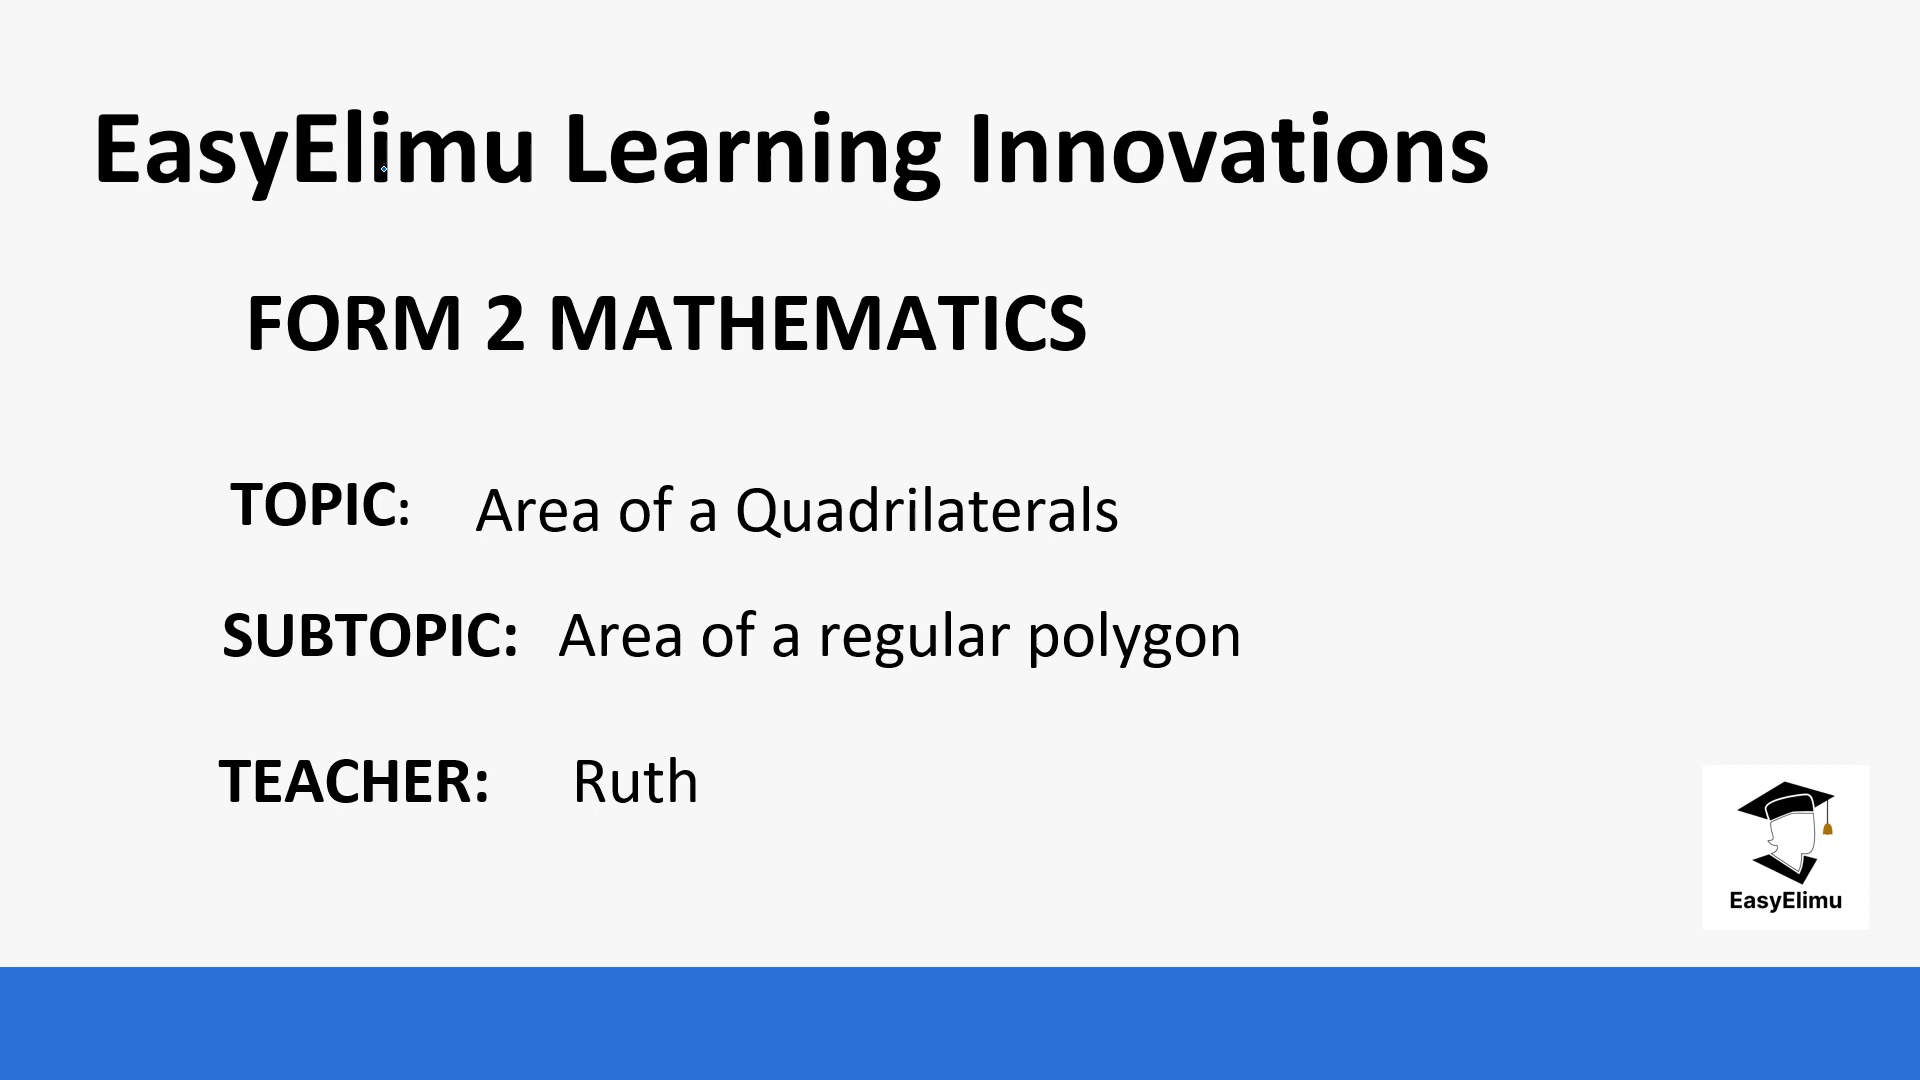 EasyElimu Learning Innovations
FORM 2 MATHEMATICS
TOPIC: Area of a Quadrilaterals
SUBTOPIC: Area of a regular polygon
TEACHER: Ruth
EasyElimu